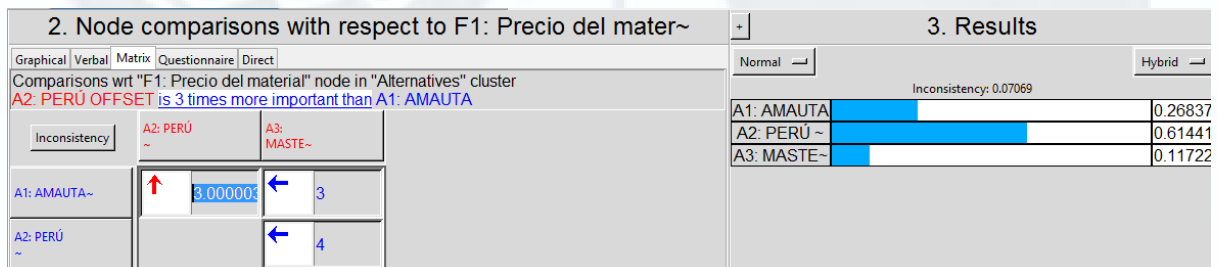 2. Node comparisons with respect to F1: Precio del mater~
+
3. Results
Graphical Verbal Matrix Questionnaire Direct
Normal
Hybrid
Comparisons wrt "F1: Precio del material" node in "Alternatives" cluster
A2: PERÚ OFFSET is 3 times more important than A1: AMAUTA
Inconsistency: 0.07069
Inconsistency
A2: PERÚ
~
A3:
MASTE~
A1: AMAUTA~
3.000003
3
A2: PERÚ
~
4
A1: AMAUTA 0.26837
A2: PERÚ ~ 0.61441
A3: MASTE~ 0.11722